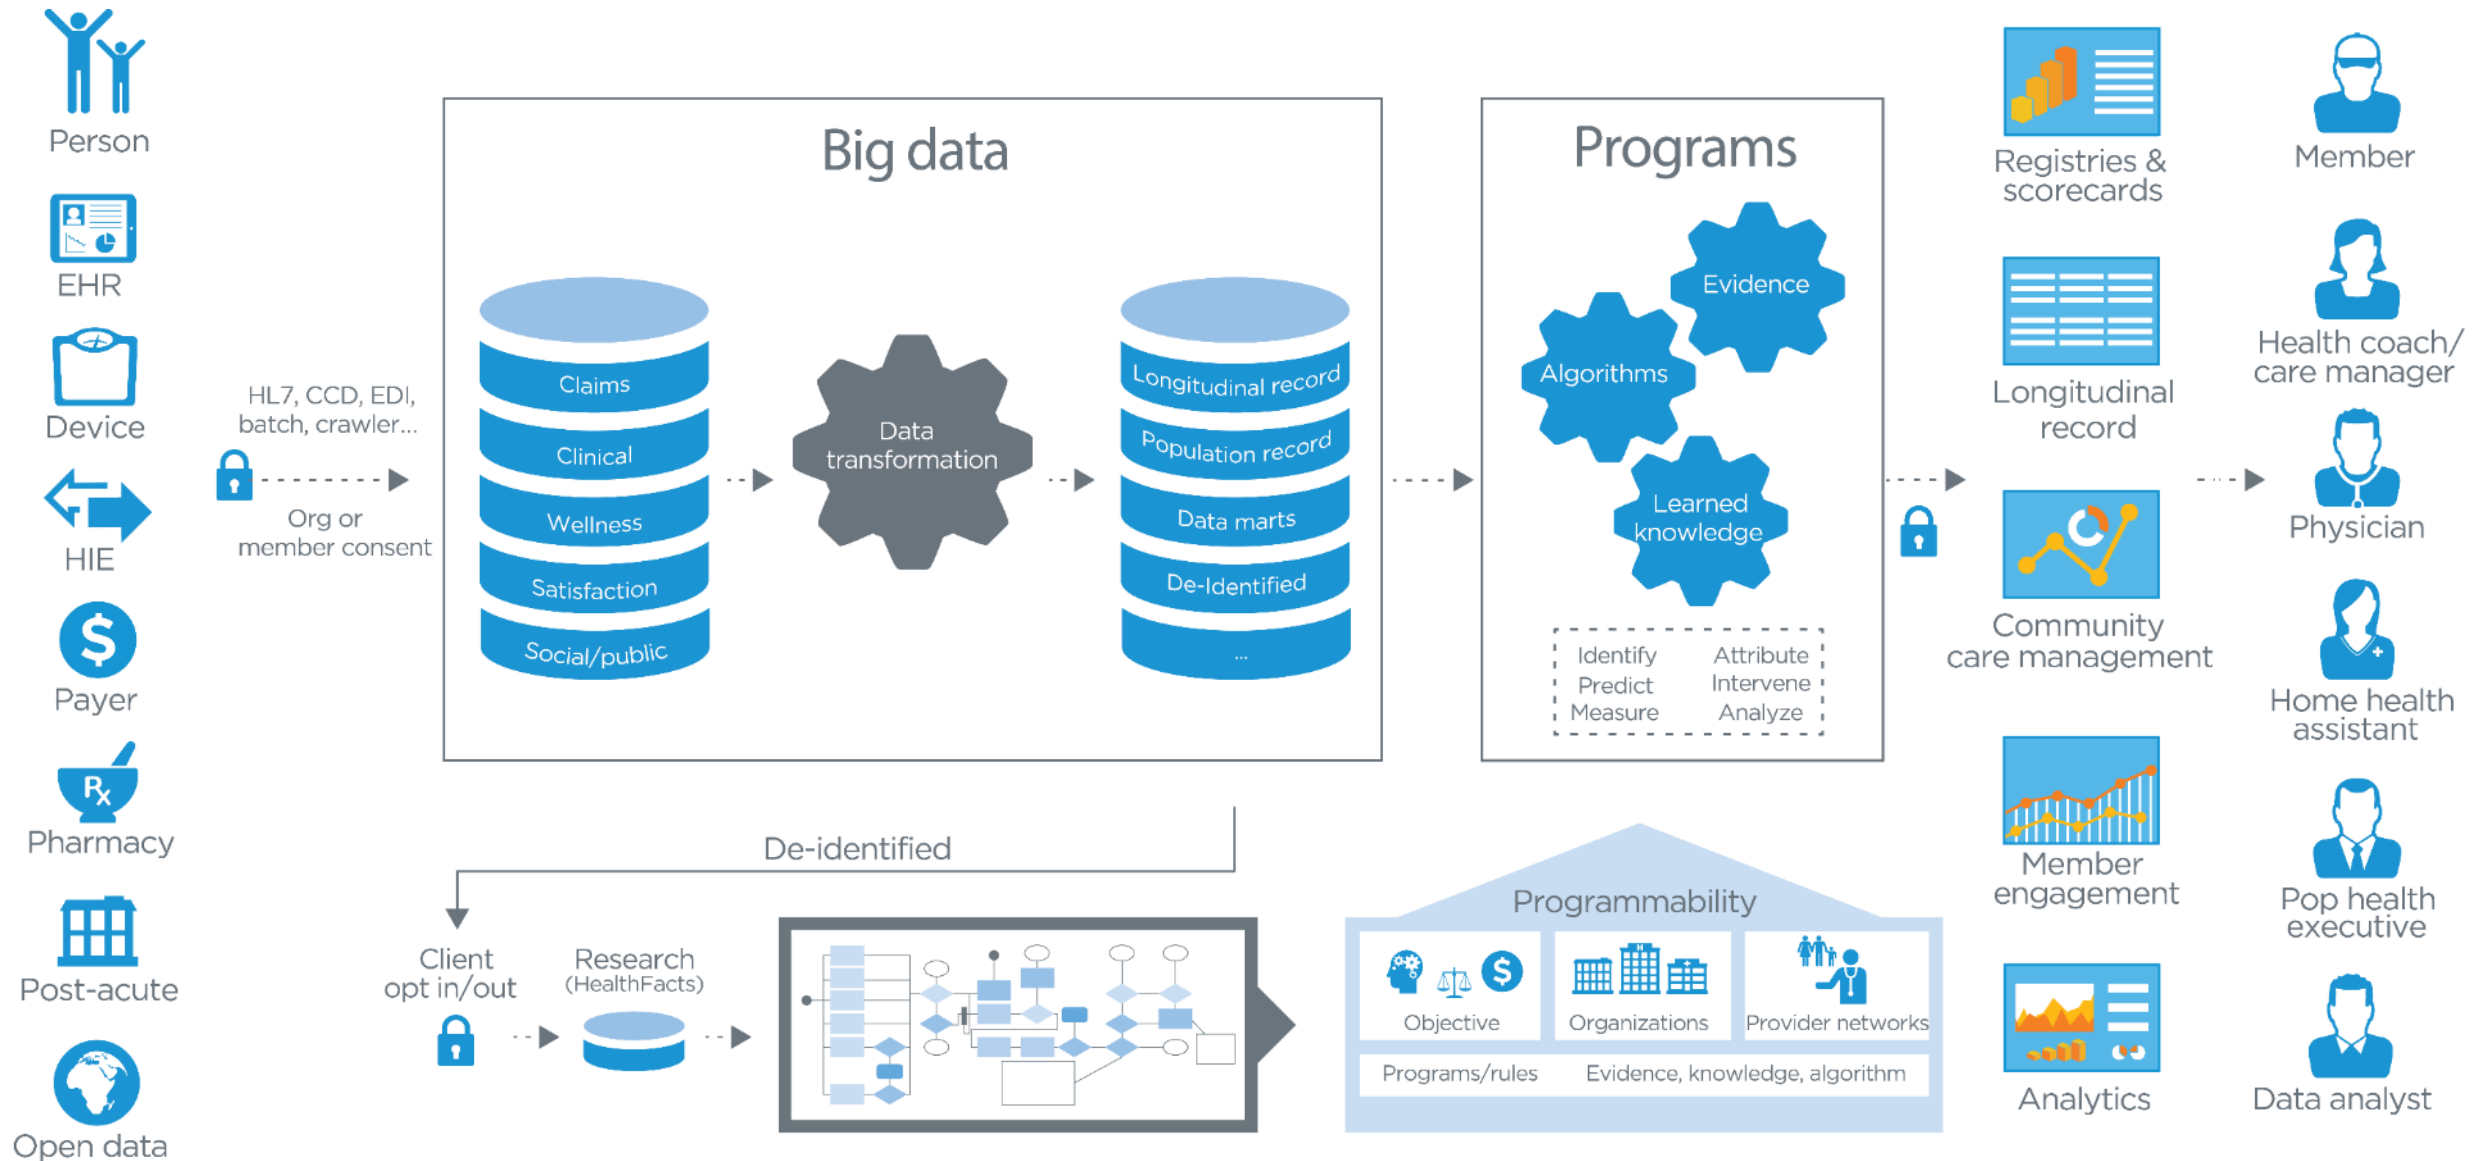 Person
EHR
Device
HIE
Payer
Rx
Pharmacy
Post-acute
Open data
HL7, CCD, EDI,
batch, crawler...
Org or
member consent
Big data
Claims
Clinical
Wellness
Satisfaction
Social/public
Data
transformation
Longitudinal record
Population record
Data marts
De-Identified
...
Programs
Evidence
Algorithms
Learned
knowledge
Identify Attribute
Predict Intervene
Measure Analyze
De-identified
Client
opt in/out
Research
(HealthFacts)
Programmability
Objective
H
Organizations
Provider networks
Programs/rules
Evidence, knowledge, algorithm
Registries &
scorecards
Longitudinal
record
Community
care management
Member
engagement
Analytics
Member
Health coach/
care manager
Physician
Home health
assistant
Pop health
executive
Data analyst